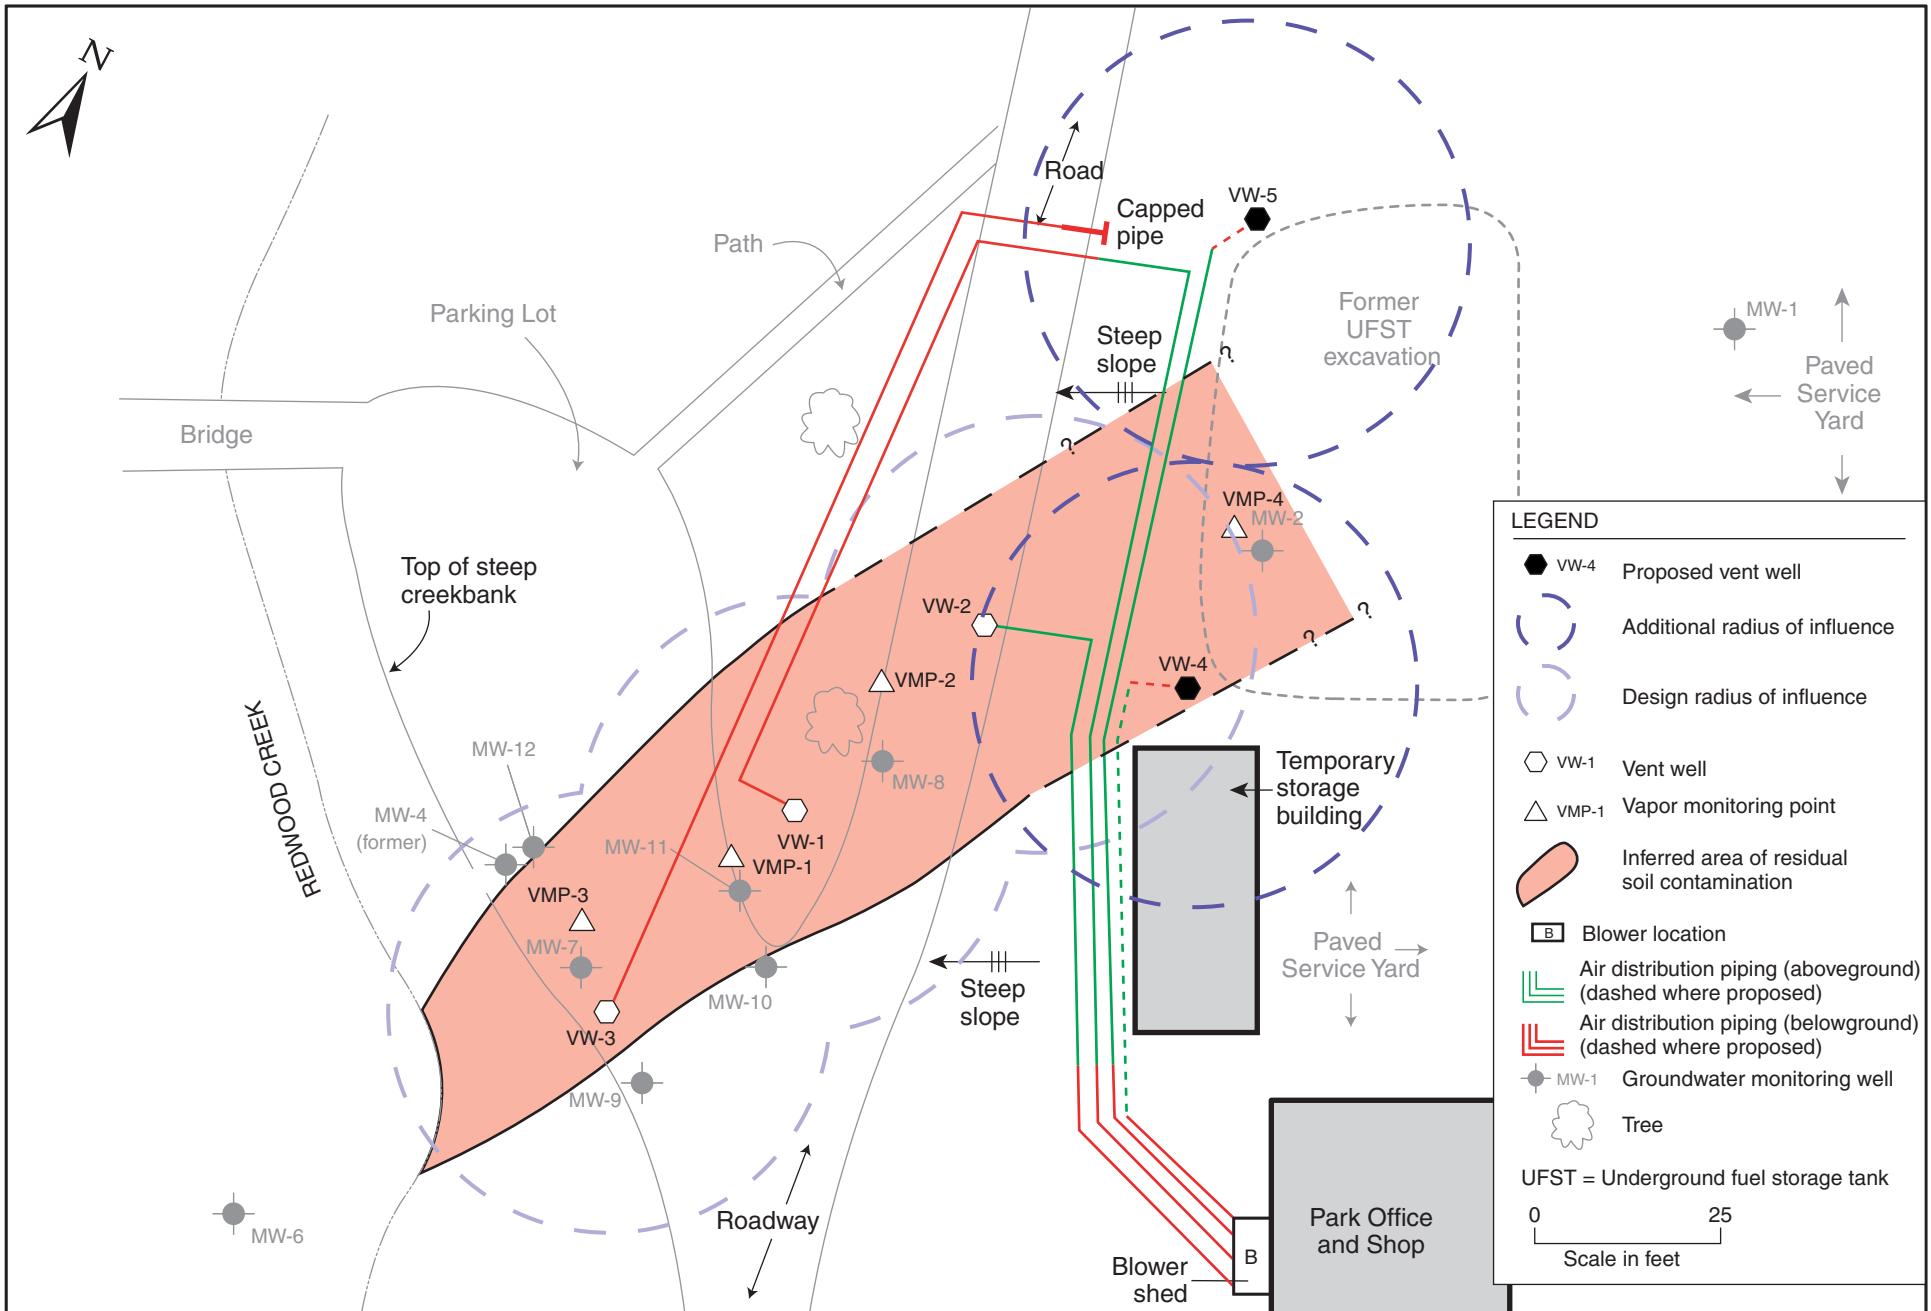 N
Road
VW-5
Capped
pipe
Path
Former
UFST
excavation
MW-1
Parking Lot
Steep
slope
?
Paved
Service
Yard
Bridge
?
VMP-4
MW-2
Top of steep
creekbank
VW-2
?
?
VW-4
VMP-2
REDWOOD CREEK
MW-12
MW-8
Temporary
storage
building
MW-4
(former)
MW-11
VW-1
VMP-1
VMP-3
MW-7
Paved
Service Yard
MW-10
Steep
slope
VW-3
MW-9
Roadway
MW-6
Park Office
and Shop
B
Blower
shed
LEGEND
VW-4 Proposed vent well
Additional radius of influence
Design radius of influence
VW-1 Vent well
VMP-1 Vapor monitoring point
Inferred area of residual
soil contamination
B Blower location
Air distribution piping (aboveground)
(dashed where proposed)
Air distribution piping (belowground)
(dashed where proposed)
MW-1 Groundwater monitoring well
Tree
UFST = Underground fuel storage tank
0 25
Scale in feet